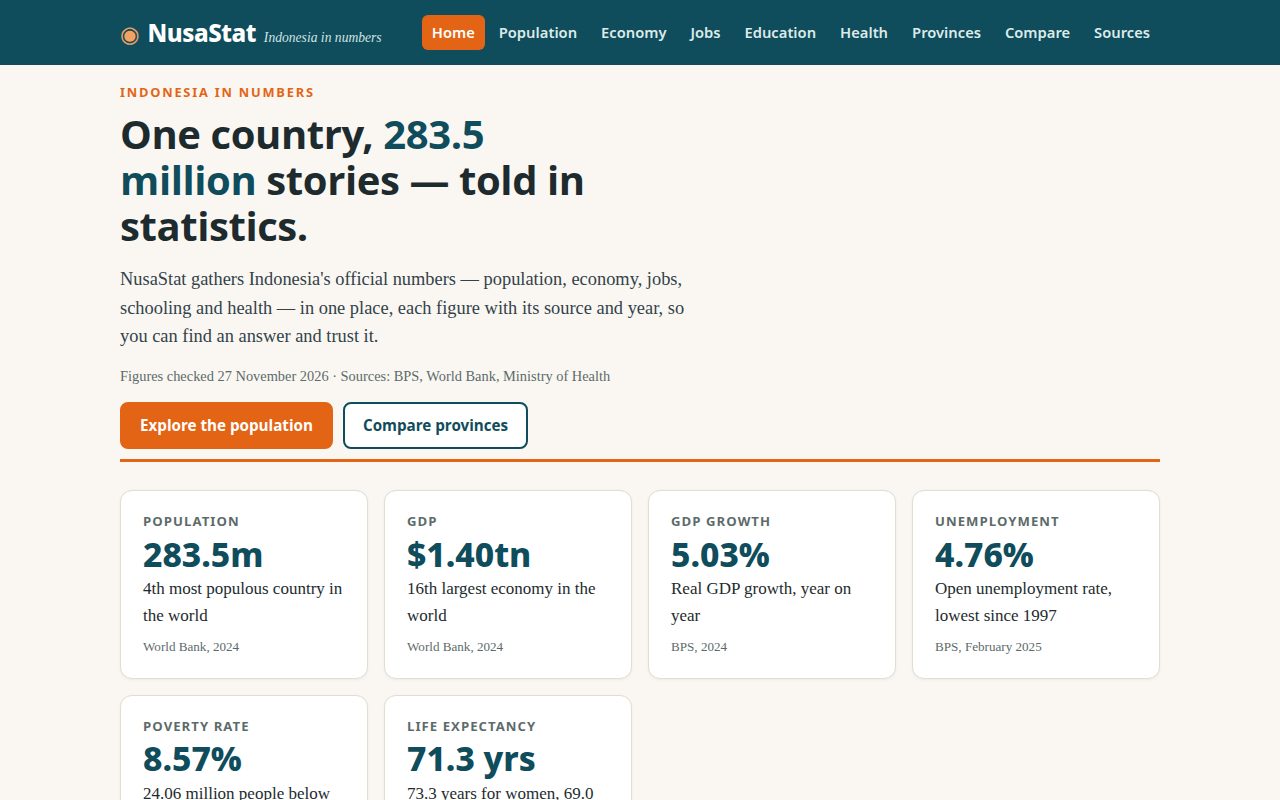 NusaStat Indonesia in numbers Home Population Economy Jobs Education Health Provinces Compare Sources
INDONESIA IN NUMBERS
One country, 283.5
million stories — told in
statistics.
NusaStat gathers Indonesia's official numbers — population, economy, jobs,
schooling and health — in one place, each figure with its source and year, so
you can find an answer and trust it.
Figures checked 27 November 2026 · Sources: BPS, World Bank, Ministry of Health
Explore the population Compare provinces
POPULATION
283.5m
4th most populous country in
the world
World Bank, 2024
GDP
$1.40tn
16th largest economy in the
world
World Bank, 2024
GDP GROWTH
5.03%
Real GDP growth, year on
year
BPS, 2024
UNEMPLOYMENT
4.76%
Open unemployment rate,
lowest since 1997
BPS, February 2025
POVERTY RATE
8.57%
24.06 million people below
LIFE EXPECTANCY
71.3 yrs
73.3 years for women, 69.0